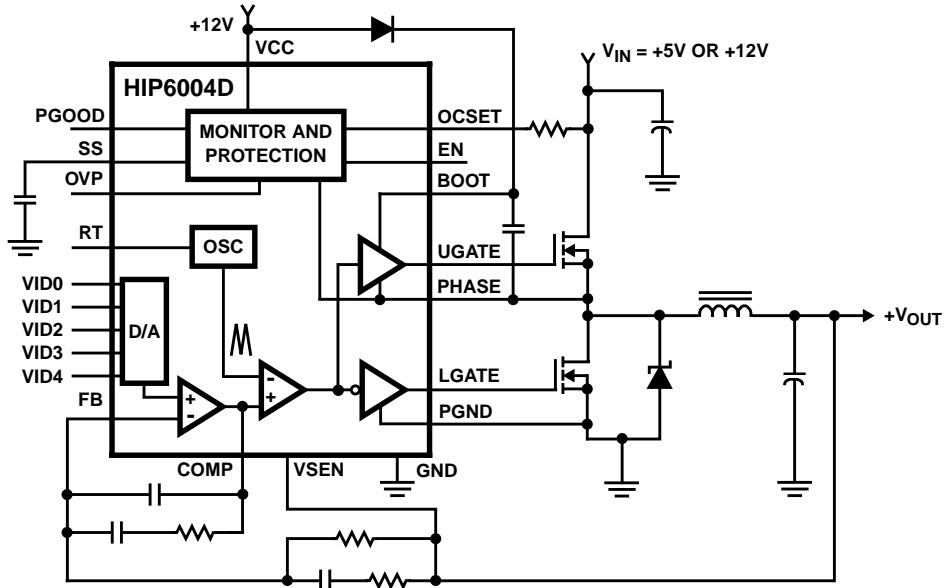 +12V
VCC
V_IN = +5V OR +12V
HIP6004D
PGOOD
MONITOR AND
PROTECTION
OCSET
SS
EN
OVP
BOOT
RT
OSC
UGATE
PHASE
VID0
VID1
VID2
VID3
VID4
D/A
+V_OUT
LGATE
FB
PGND
+
-
-
+
COMP
VSEN
GND